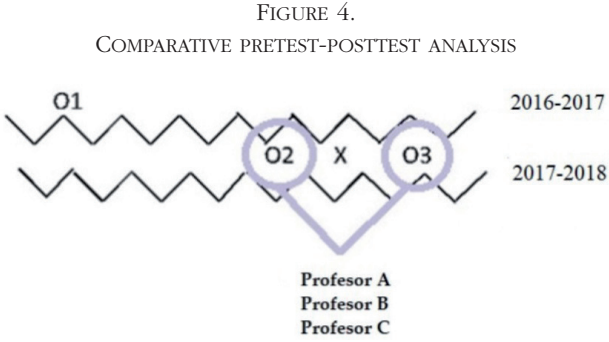 FIGURE 4.
COMPARATIVE PRETEST-POSTTEST ANALYSIS
O1
2016-2017
O2 X O3
2017-2018
Profesor A
Profesor B
Profesor C